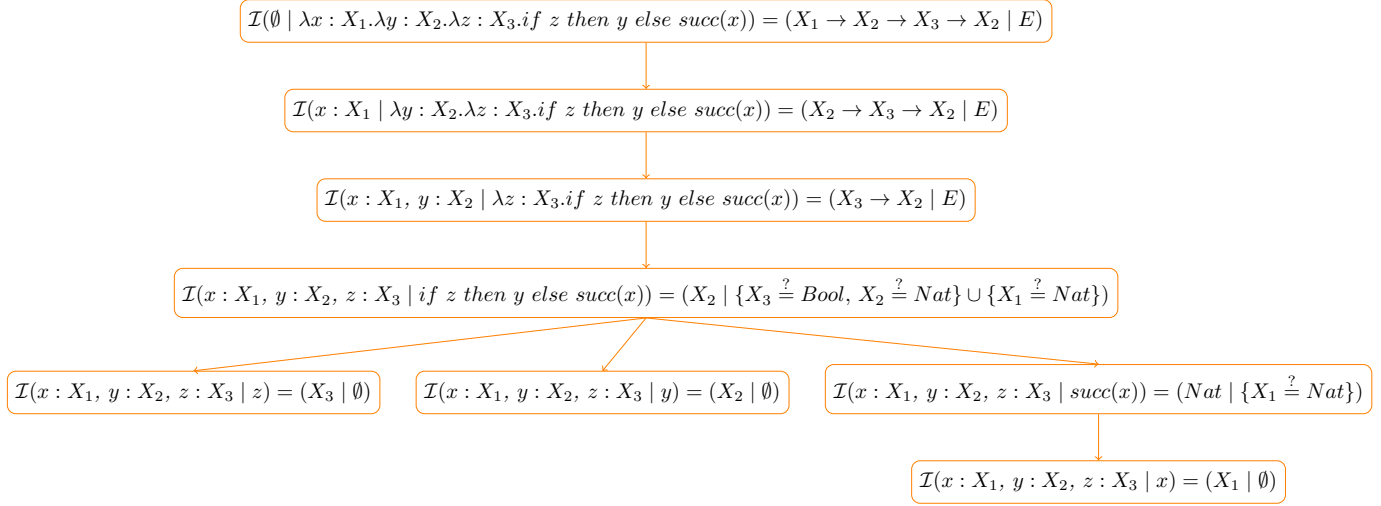 ℐ(∅ | λx : X₁.λy : X₂.λz : X₃.if z then y else succ(x)) = (X₁ → X₂ → X₃ → X₂ | E)
ℐ(x : X₁ | λy : X₂.λz : X₃.if z then y else succ(x)) = (X₂ → X₃ → X₂ | E)
ℐ(x : X₁, y : X₂ | λz : X₃.if z then y else succ(x)) = (X₃ → X₂ | E)
ℐ(x : X₁, y : X₂, z : X₃ | if z then y else succ(x)) = (X₂ | {X₃ ≟ Bool, X₂ ≟ Nat} ∪ {X₁ ≟ Nat})
ℐ(x : X₁, y : X₂, z : X₃ | z) = (X₃ | ∅)
ℐ(x : X₁, y : X₂, z : X₃ | y) = (X₂ | ∅)
ℐ(x : X₁, y : X₂, z : X₃ | succ(x)) = (Nat | {X₁ ≟ Nat})
ℐ(x : X₁, y : X₂, z : X₃ | x) = (X₁ | ∅)